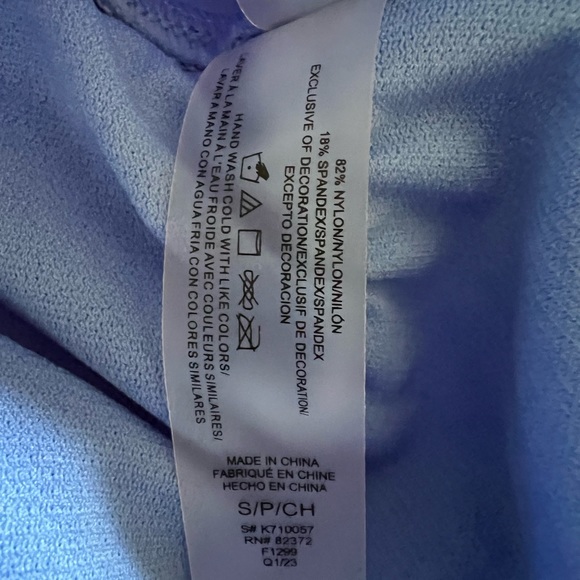 82% NYLON/NYLON/NILÓN
18% SPANDEX/SPANDEX/SPANDEX
EXCLUSIVE OF DECORATION/EXCLUSIF DE DECORATION/
EXCEPTO DECORACION
HAND WASH COLD WITH LIKE COLORS/
LAVER À LA MAIN À L'EAU FROIDE AVEC COULEURS SIMILAIRES/
LAVAR A MANO CON AGUA FRIA CON COLORES SIMILARES
MADE IN CHINA
FABRIQUÉ EN CHINE
HECHO EN CHINA
S/P/CH
S# K710057
RN# 82372
F1299
Q1/23